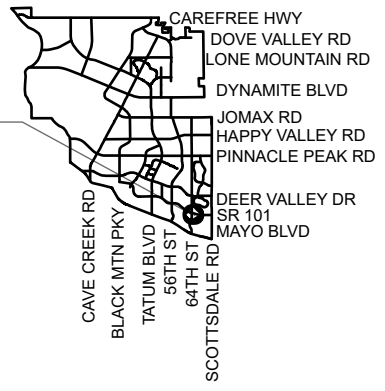 CAREFREE HWY
DOVE VALLEY RD
LONE MOUNTAIN RD
DYNAMITE BLVD
JOMAX RD
HAPPY VALLEY RD
PINNACLE PEAK RD
DEER VALLEY DR
SR 101
MAYO BLVD
CAVE CREEK RD
BLACK MTN PKY
TATUM BLVD
56TH ST
64TH ST
SCOTTSDALE RD